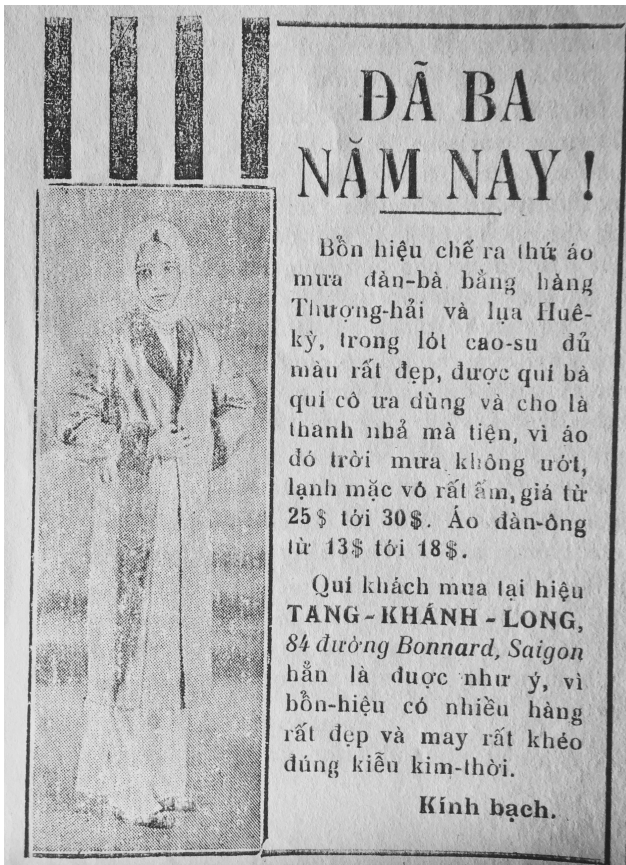 ĐÃ BA
NĂM NAY !
Bổn hiệu chế ra thứ áo
mưa đàn-bà bằng hàng
Thượng-hải và lụa Huê-
kỳ, trong lót cao-su đủ
màu rất đẹp, được qui bà
qui cô ưa dùng và cho là
thanh nhả mà tiện, vì áo
đó trời mưa không ướt,
lạnh mặc vô rất ấm, giá từ
25$ tới 30$. Áo đàn-ông
từ 13$ tới 18$.
Qui khách mua tại hiệu
TANG-KHÁNH-LONG,
84 đường Bonnard, Saigon
hẳn là được như ý, vì
bổn-hiệu có nhiều hàng
rất đẹp và may rất khéo
đúng kiễu kim-thời.
Kính bạch.